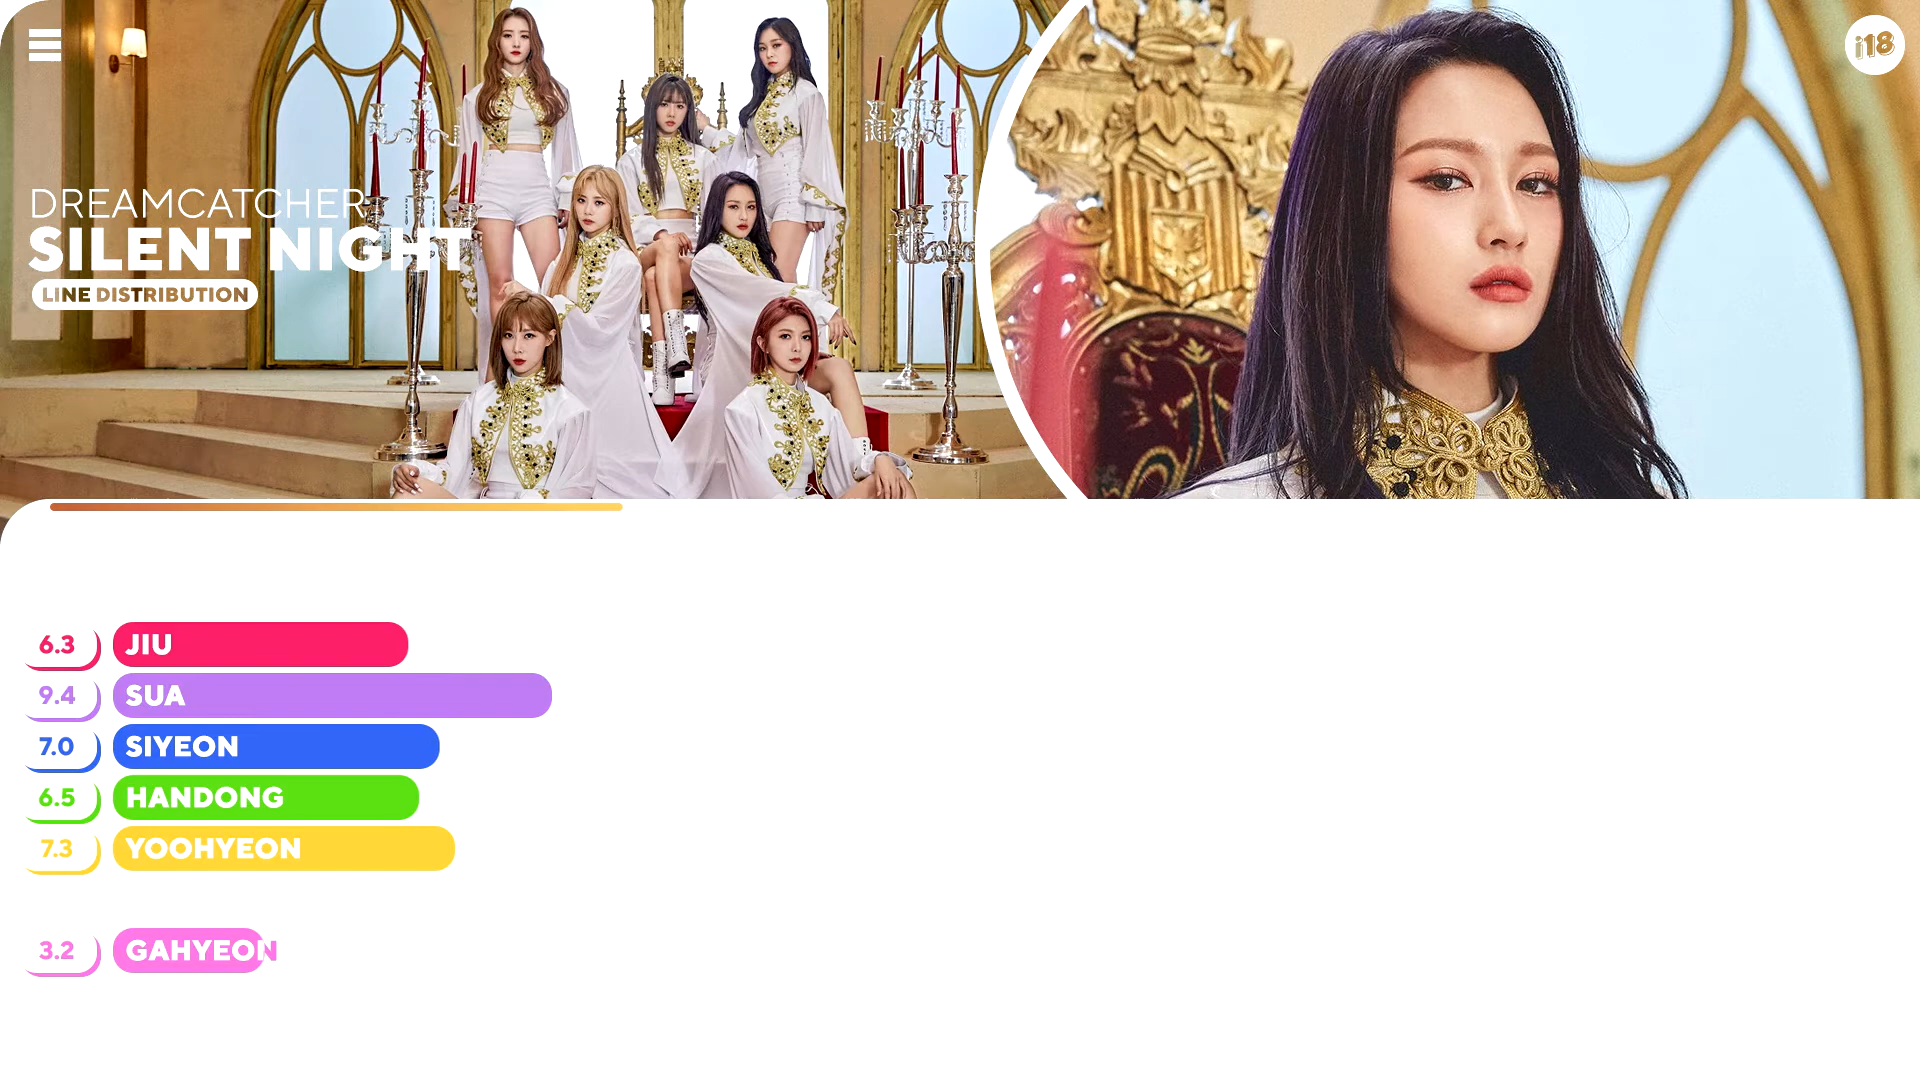 i18
DREAMCATCHER
SILENT NIGHT
LINE DISTRIBUTION
6.3 JIU
9.4 SUA
7.0 SIYEON
6.5 HANDONG
7.3 YOOHYEON
3.2 GAHYEON